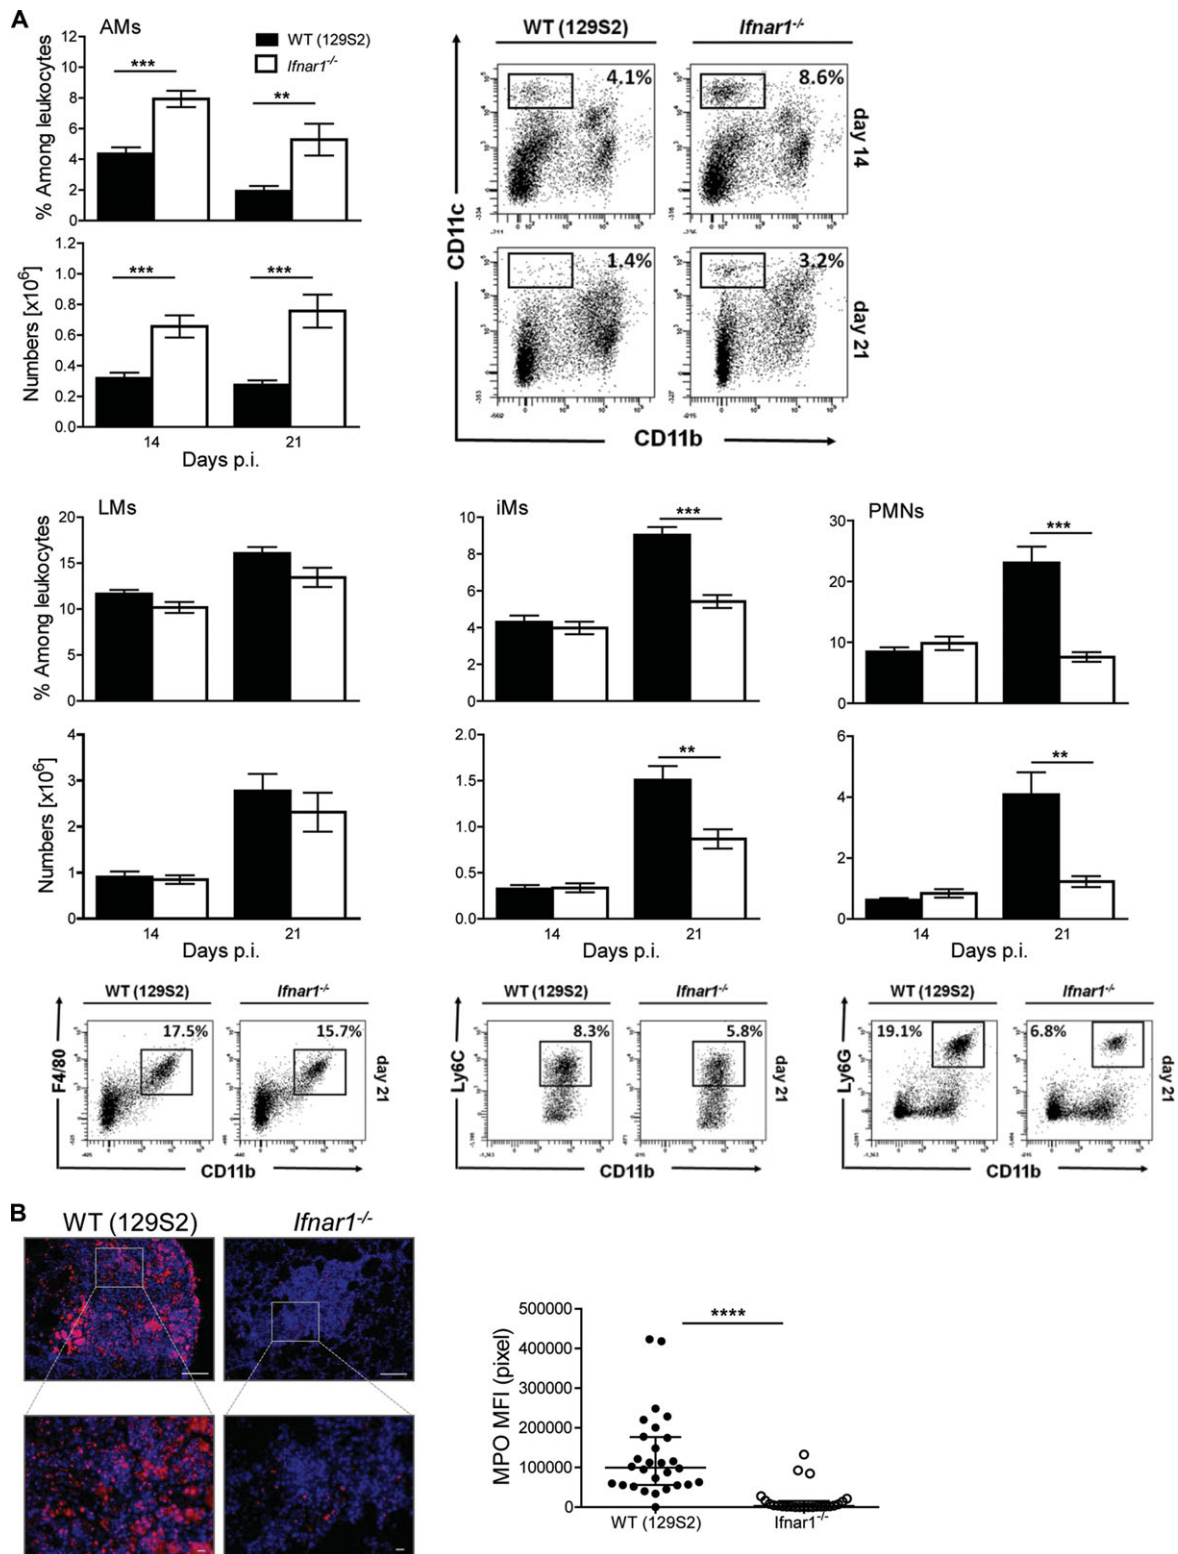 A
AMs
WT (129S2)
Ifnar1-/-
% Among leukocytes
12
10
8
6
4
2
0
***
**
Numbers [x10⁶]
1.2
1.0
0.8
0.6
0.4
0.2
0.0
***
***
14
21
Days p.i.
WT (129S2)
Ifnar1-/-
4.1%
8.6%
day 14
1.4%
3.2%
day 21
CD11c
CD11b
LMs
% Among leukocytes
20
15
10
5
0
Numbers [x10⁶]
4
3
2
1
0
14
21
Days p.i.
iMs
10
8
6
4
2
0
***
2.0
1.5
1.0
0.5
0.0
**
14
21
Days p.i.
PMNs
30
20
10
0
***
6
4
2
0
**
14
21
Days p.i.
WT (129S2)
Ifnar1-/-
17.5%
15.7%
day 21
F4/80
CD11b
WT (129S2)
Ifnar1-/-
8.3%
5.8%
day 21
Ly6C
CD11b
WT (129S2)
Ifnar1-/-
19.1%
6.8%
day 21
Ly6G
CD11b
B
WT (129S2)
Ifnar1-/-
MPO MFI (pixel)
500000
400000
300000
200000
100000
0
****
WT (129S2)
Ifnar1-/-